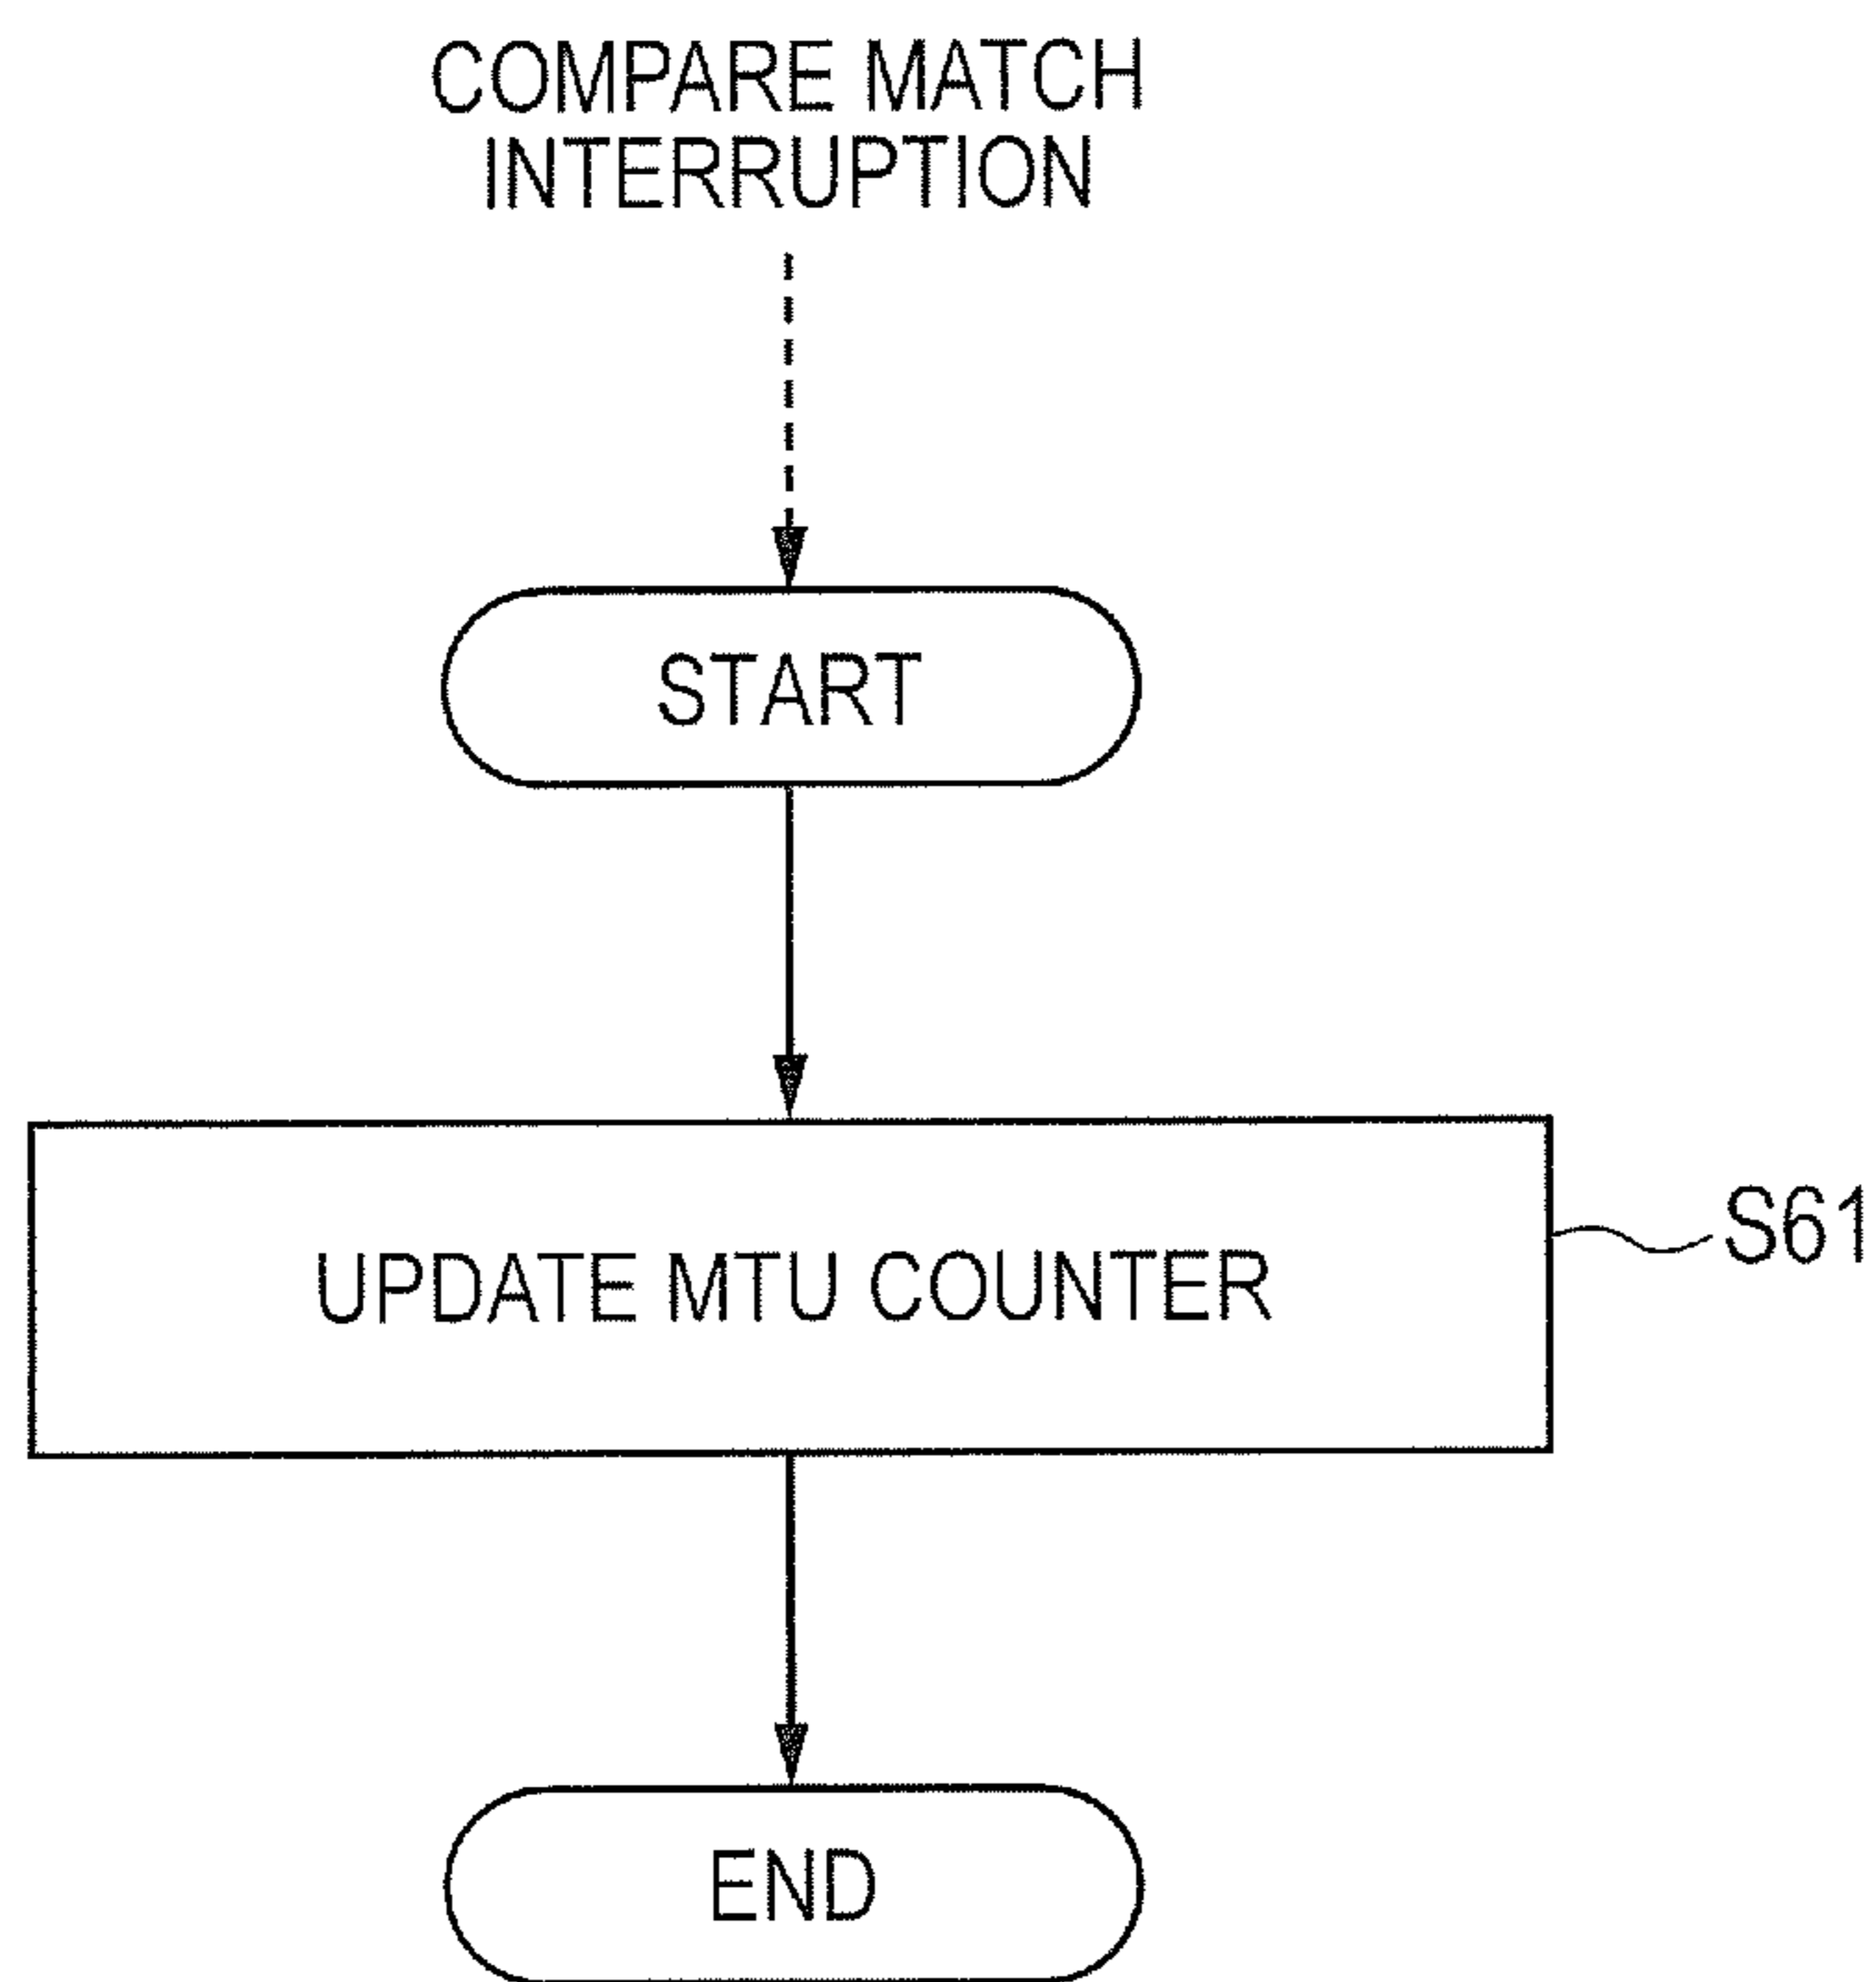 COMPARE MATCH
INTERRUPTION
START
UPDATE MTU COUNTER
S61
END